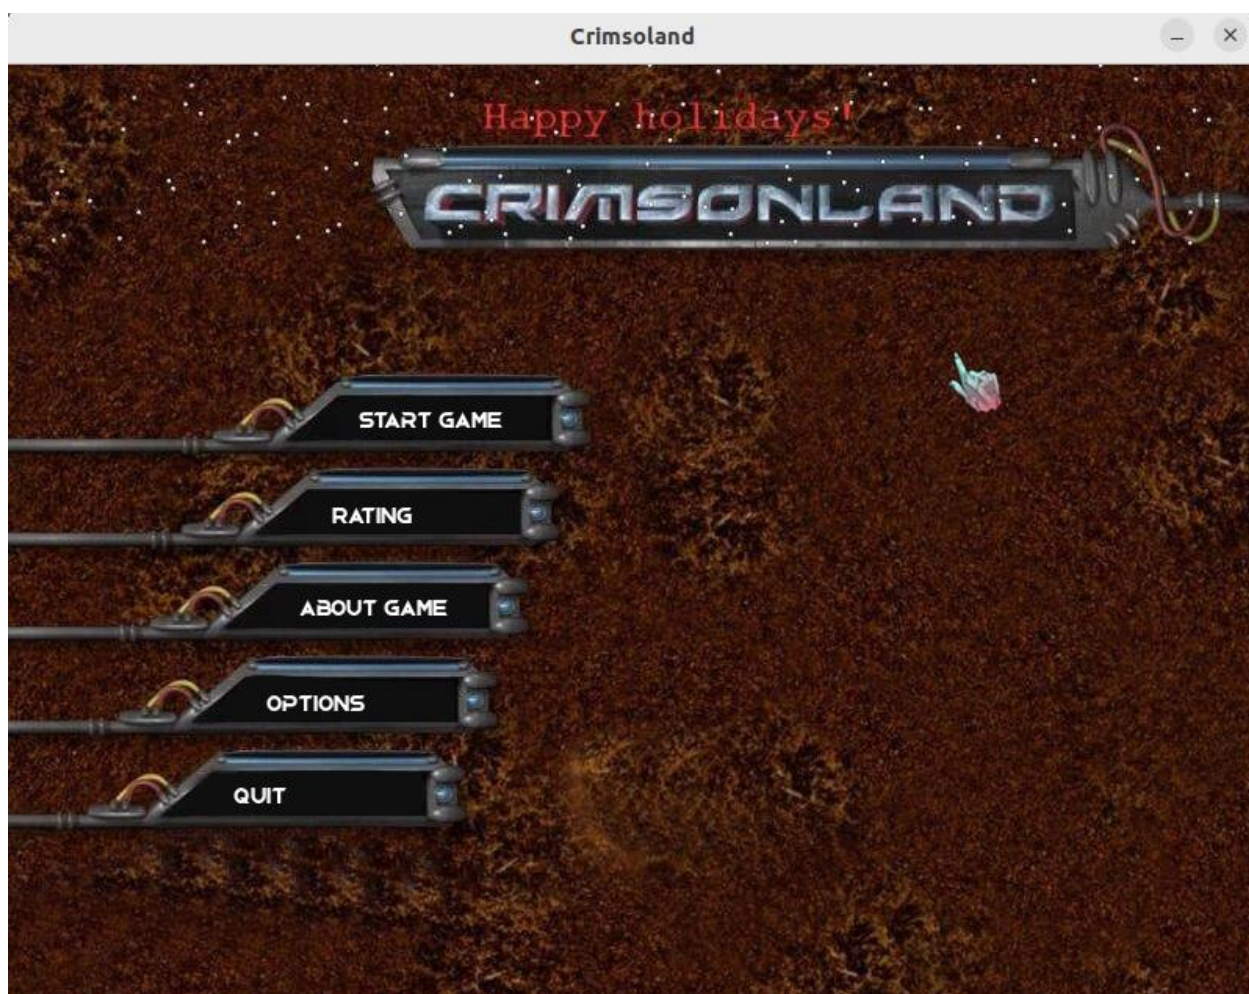 Crimsoland
Happy holidays!
CRIMSONLAND
START GAME
RATING
ABOUT GAME
OPTIONS
QUIT